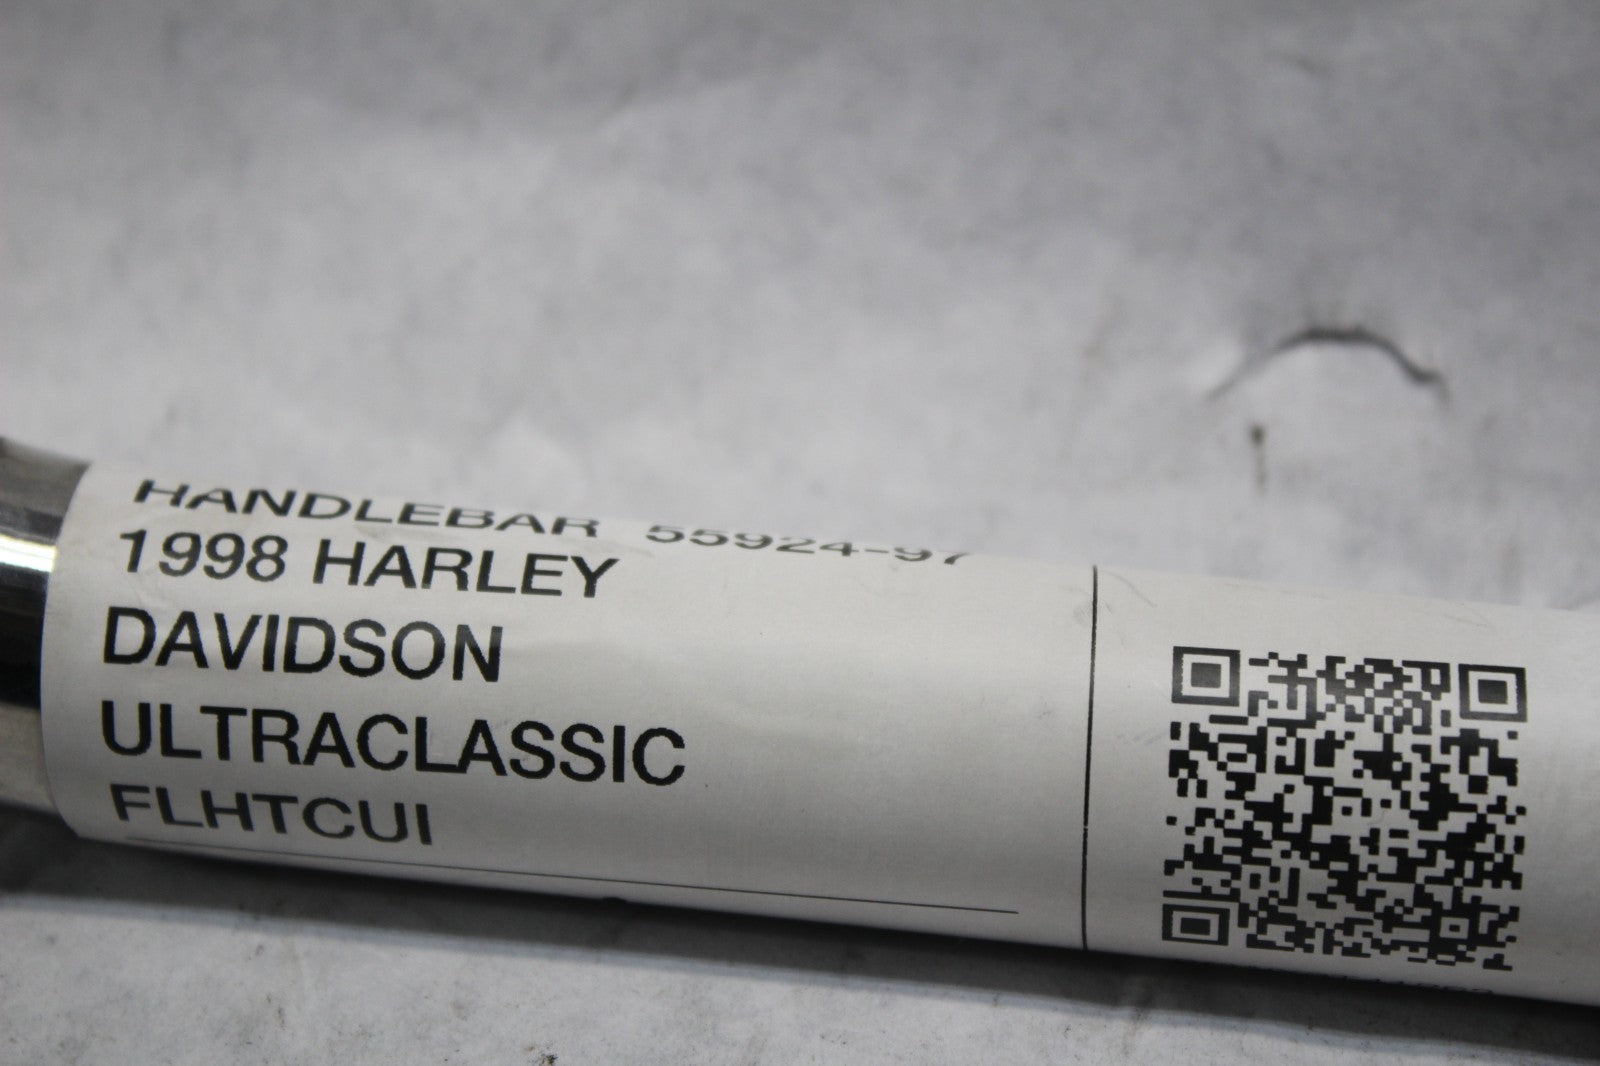 HANDLEBAR 55924-97
1998 HARLEY
DAVIDSON
ULTRACLASSIC
FLHTCUI